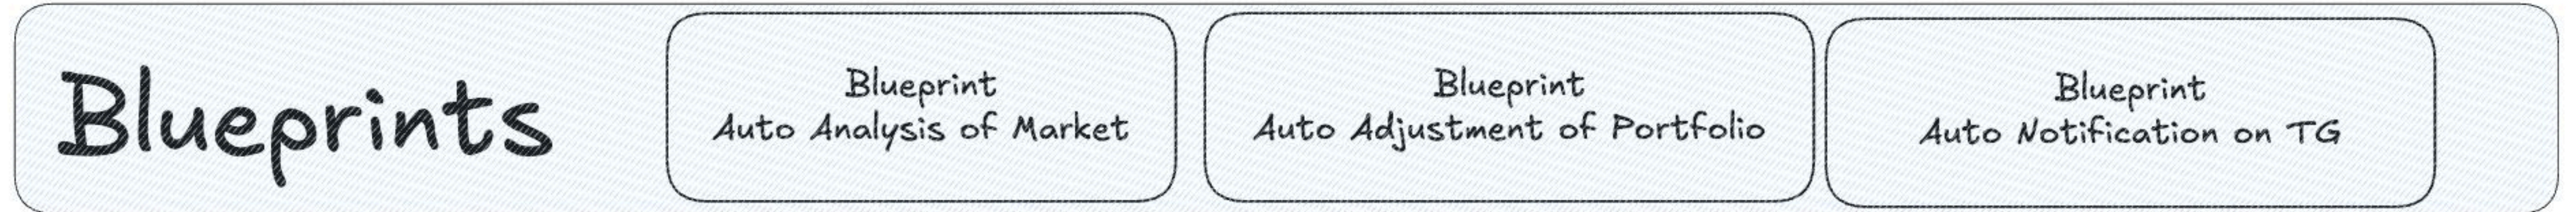 Blueprints
Blueprint
Auto Analysis of Market
Blueprint
Auto Adjustment of Portfolio
Blueprint
Auto Notification on TG